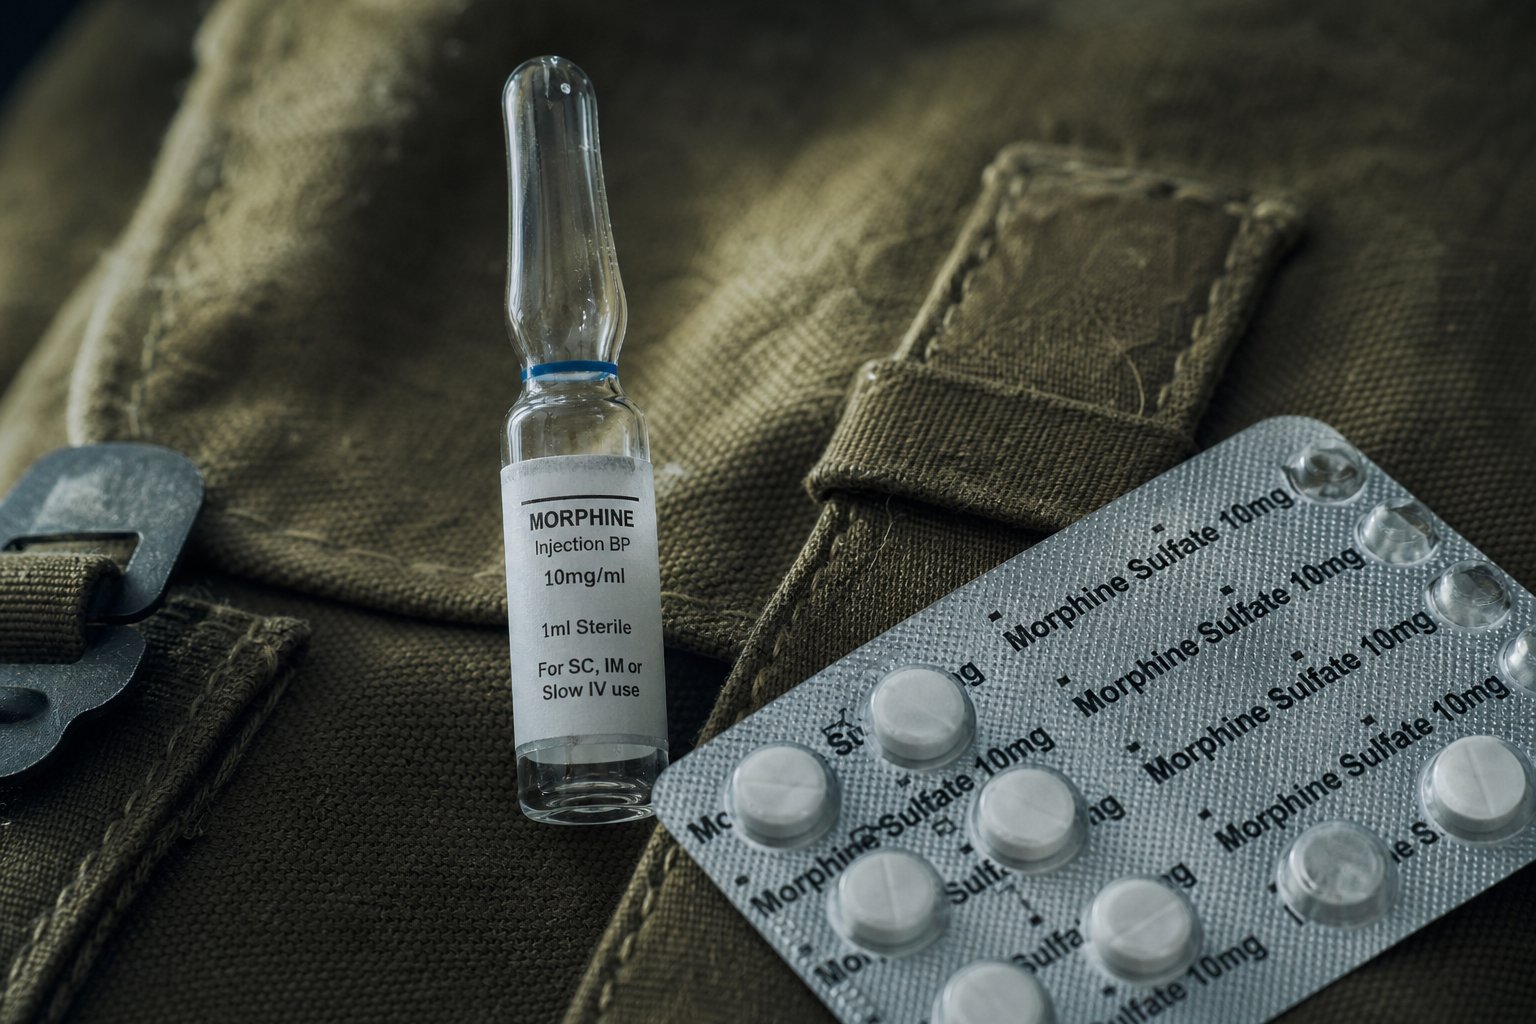 MORPHINE
Injection BP
10mg/ml
1ml Sterile
For SC, IM or
Slow IV use
Morphine Sulfate 10mg
Morphine Sulfate 10mg
Morphine Sulfate 10mg
Morphine Sulfate 10mg
Morphine Sulfate 10mg
Sulfate 10mg